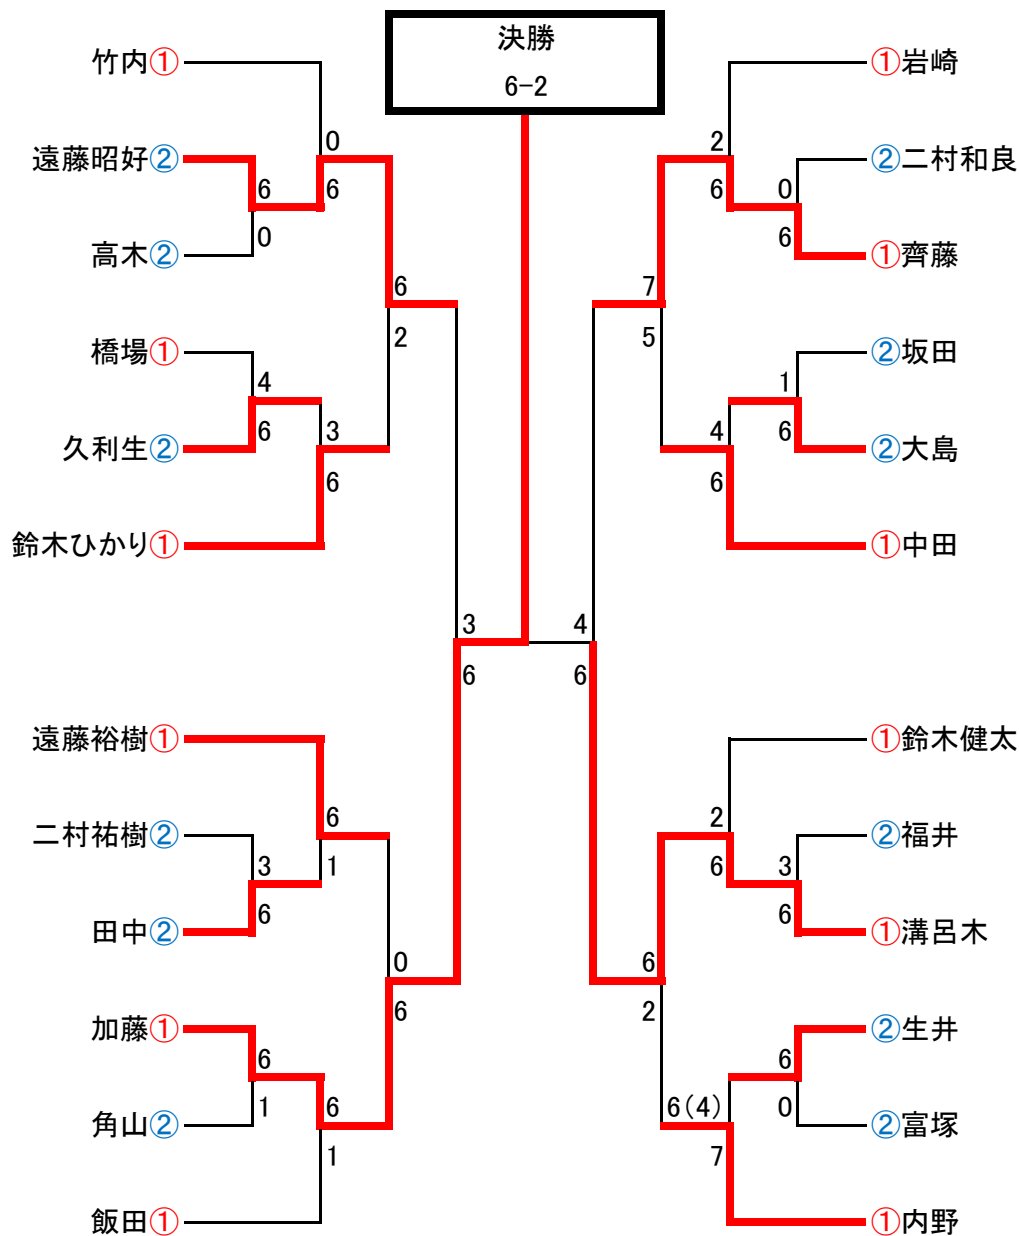 決勝
6-2
竹内①
0
遠藤昭好②
6
6
0
高木②
6
2
橋場①
4
3
久利生②
6
6
鈴木ひかり①
3
6
遠藤裕樹①
6
二村祐樹②
3
1
6
田中②
0
6
加藤①
6
1
6
角山②
1
飯田①
①岩崎
2
②二村和良
6
0
6
①齊藤
7
5
②坂田
1
4
6
②大島
6
①中田
4
6
①鈴木健太
2
②福井
6
3
6
①溝呂木
6
2
②生井
6
6(4)
0
②富塚
7
①内野